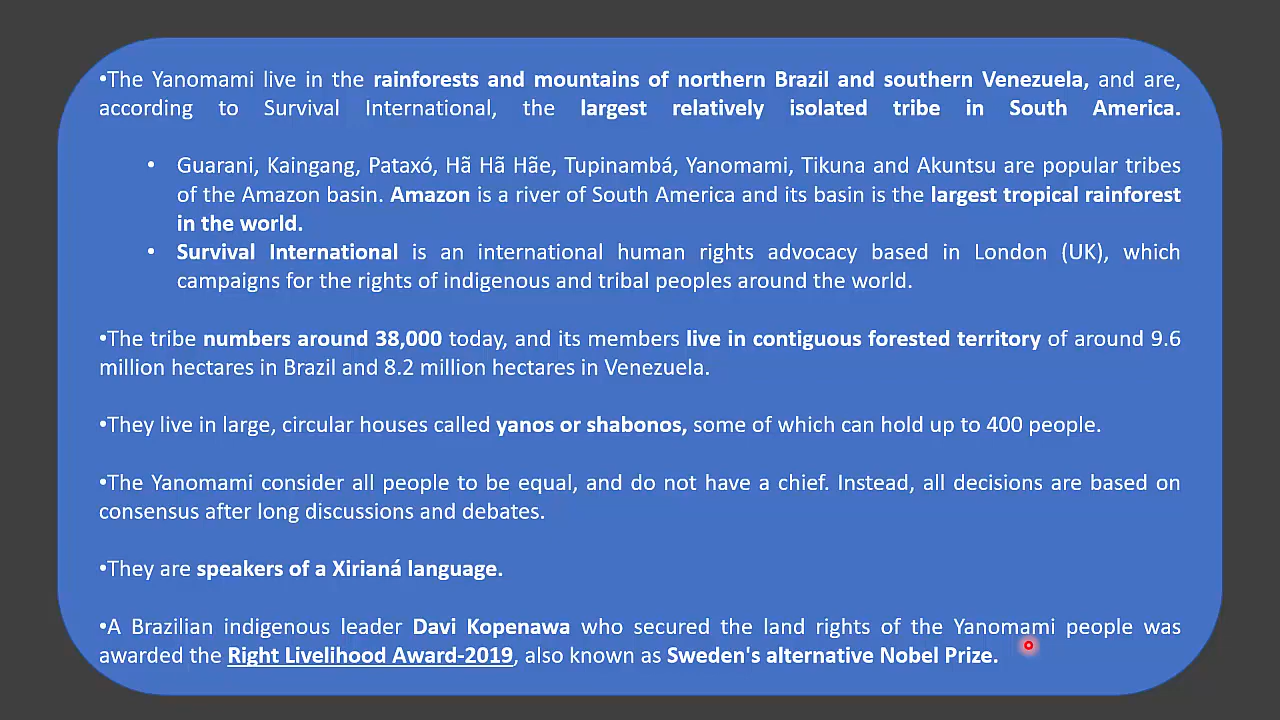 •The Yanomami live in the rainforests and mountains of northern Brazil and southern Venezuela, and are,
according to Survival International, the largest relatively isolated tribe in South America.
• Guarani, Kaingang, Pataxó, Hã Hã Hãe, Tupinambá, Yanomami, Tikuna and Akuntsu are popular tribes
of the Amazon basin. Amazon is a river of South America and its basin is the largest tropical rainforest
in the world.
• Survival International is an international human rights advocacy based in London (UK), which
campaigns for the rights of indigenous and tribal peoples around the world.
•The tribe numbers around 38,000 today, and its members live in contiguous forested territory of around 9.6
million hectares in Brazil and 8.2 million hectares in Venezuela.
•They live in large, circular houses called yanos or shabonos, some of which can hold up to 400 people.
•The Yanomami consider all people to be equal, and do not have a chief. Instead, all decisions are based on
consensus after long discussions and debates.
•They are speakers of a Xirianá language.
•A Brazilian indigenous leader Davi Kopenawa who secured the land rights of the Yanomami people was
awarded the Right Livelihood Award-2019, also known as Sweden's alternative Nobel Prize.